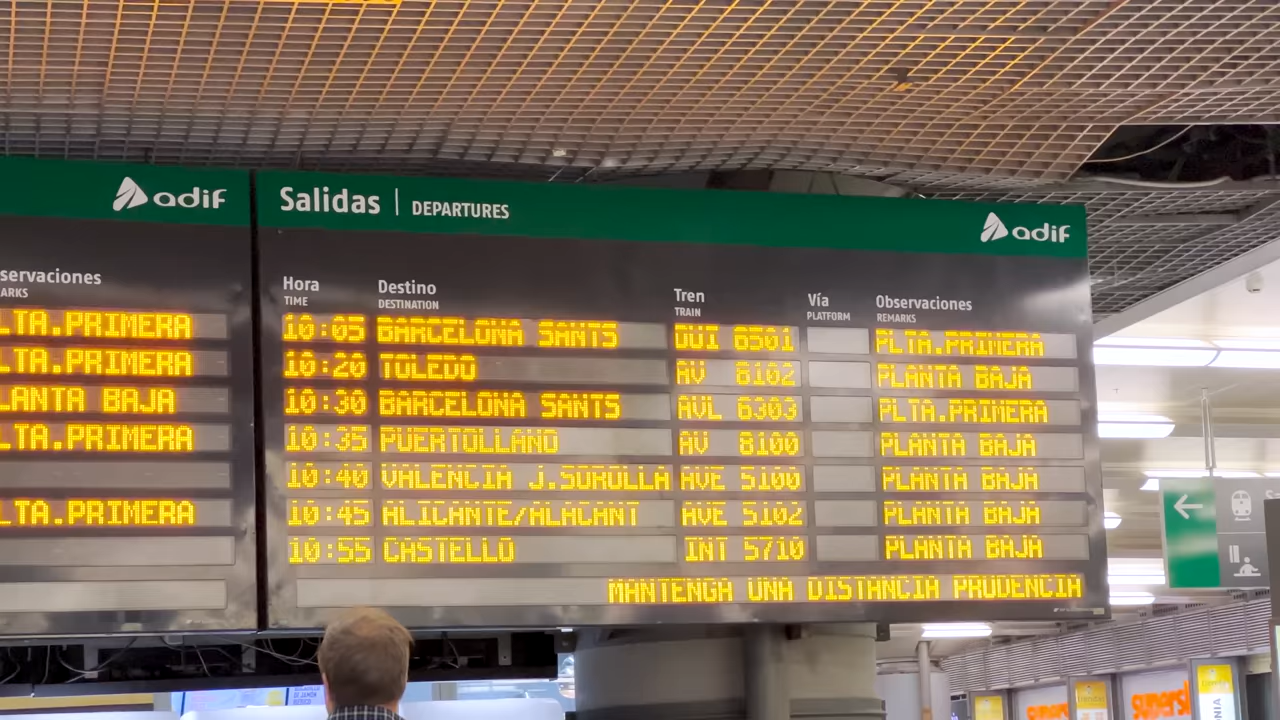 adif
servaciones
ARKS
LTA.PRIMERA
LTA.PRIMERA
LANTA BAJA
LTA.PRIMERA
LTA.PRIMERA
Salidas | DEPARTURES adif
Hora Destino Tren Vía Observaciones
TIME DESTINATION TRAIN PLATFORM REMARKS
10:05 BARCELONA SANTS OUI 6501 PLTA.PRIMERA
10:20 TOLEDO AV 8102 PLANTA BAJA
10:30 BARCELONA SANTS AVL 6303 PLTA.PRIMERA
10:35 PUERTOLLANO AV 8100 PLANTA BAJA
10:40 VALENCIA J.SOROLLA AVE 5100 PLANTA BAJA
10:45 ALICANTE/ALACANT AVE 5102 PLANTA BAJA
10:55 CASTELLO INT 5710 PLANTA BAJA
MANTENGA UNA DISTANCIA PRUDENCIA